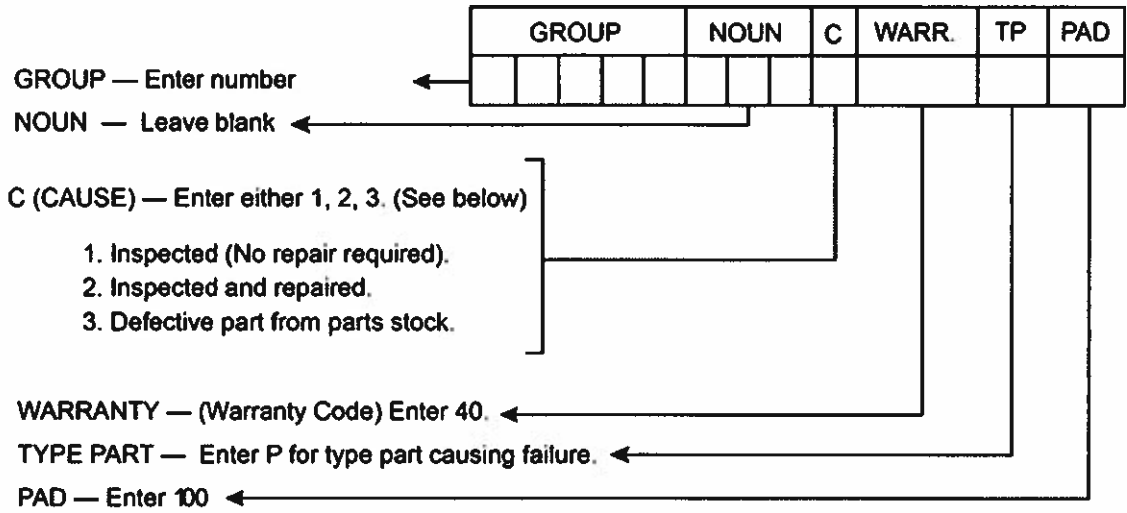 GROUP NOUN C WARR. TP PAD
GROUP — Enter number
NOUN — Leave blank
C (CAUSE) — Enter either 1, 2, 3. (See below)
1. Inspected (No repair required).
2. Inspected and repaired.
3. Defective part from parts stock.
WARRANTY — (Warranty Code) Enter 40.
TYPE PART — Enter P for type part causing failure.
PAD — Enter 100